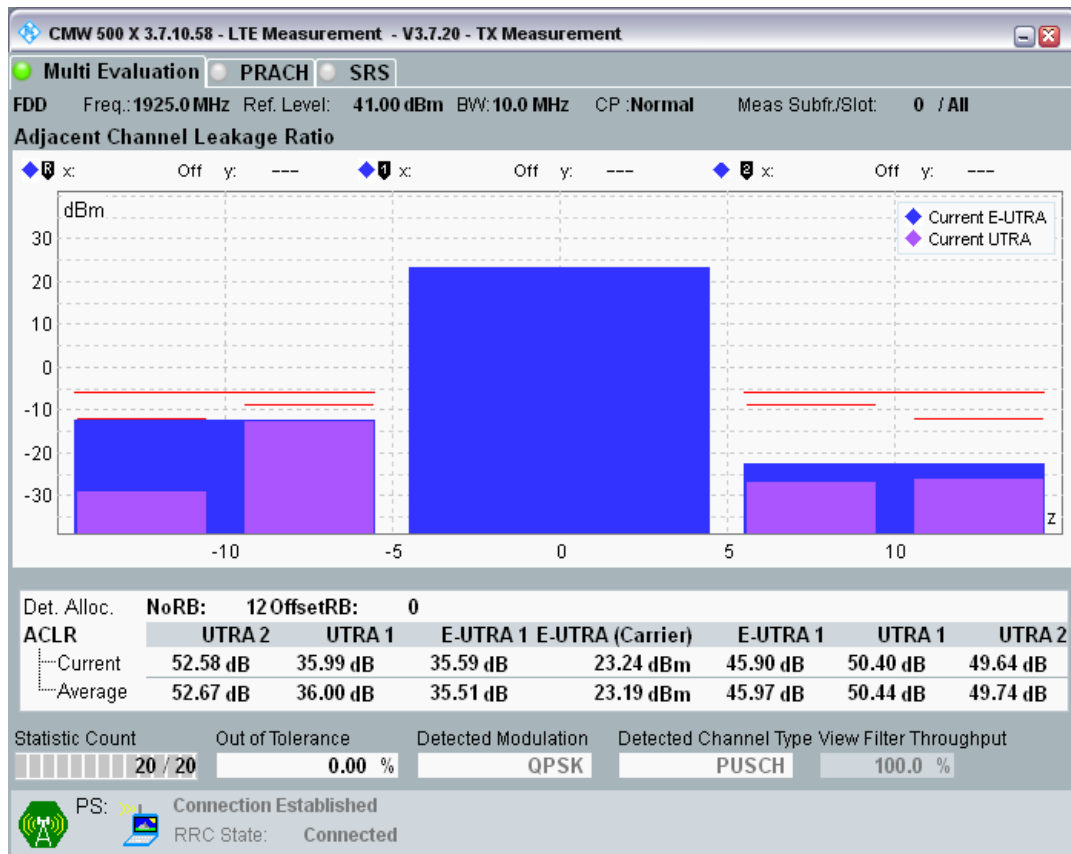 CMW 500 X 3.7.10.58 - LTE Measurement - V3.7.20 - TX Measurement
Multi Evaluation PRACH SRS
FDD Freq.: 1925.0 MHz Ref. Level: 41.00 dBm BW: 10.0 MHz CP :Normal Meas Subfr./Slot: 0 / All
Adjacent Channel Leakage Ratio
R x: Off y: --- 1 x: Off y: --- 2 x: Off y: ---
dBm
Current E-UTRA
Current UTRA
30
20
10
0
-10
-20
-30
z
-10 -5 0 5 10
Det. Alloc. NoRB: 12 OffsetRB: 0
ACLR UTRA 2 UTRA 1 E-UTRA 1 E-UTRA (Carrier) E-UTRA 1 UTRA 1 UTRA 2
Current 52.58 dB 35.99 dB 35.59 dB 23.24 dBm 45.90 dB 50.40 dB 49.64 dB
Average 52.67 dB 36.00 dB 35.51 dB 23.19 dBm 45.97 dB 50.44 dB 49.74 dB
Statistic Count Out of Tolerance Detected Modulation Detected Channel Type View Filter Throughput
20 / 20 0.00 % QPSK PUSCH 100.0 %
PS: Connection Established
RRC State: Connected